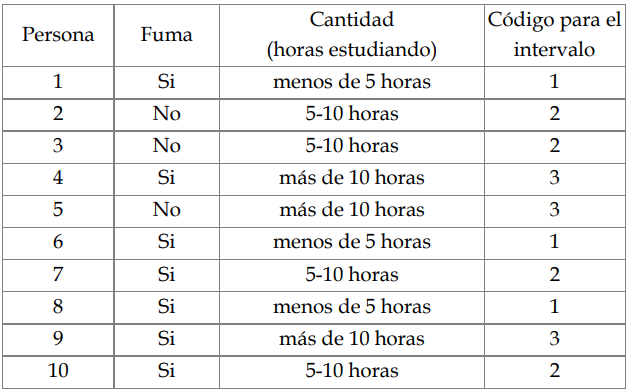 Persona Fuma Cantidad (horas estudiando) Código para el intervalo
1 Si menos de 5 horas 1
2 No 5-10 horas 2
3 No 5-10 horas 2
4 Si más de 10 horas 3
5 No más de 10 horas 3
6 Si menos de 5 horas 1
7 Si 5-10 horas 2
8 Si menos de 5 horas 1
9 Si más de 10 horas 3
10 Si 5-10 horas 2